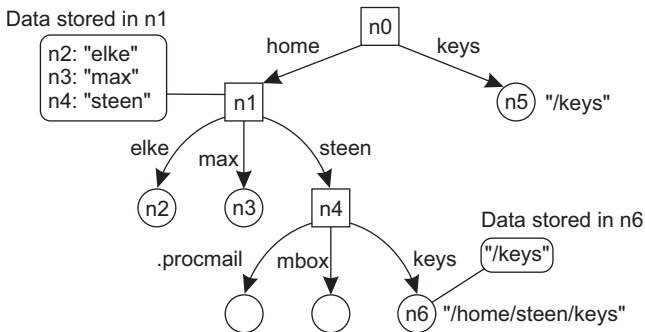 Data stored in n1
n0
n2: "elke"
n3: "max"
n4: "steen"
home
keys
n1
n5
"/keys"
elke
max
steen
n2
n3
n4
Data stored in n6
"/keys"
.procmail
mbox
keys
n6
"/home/steen/keys"